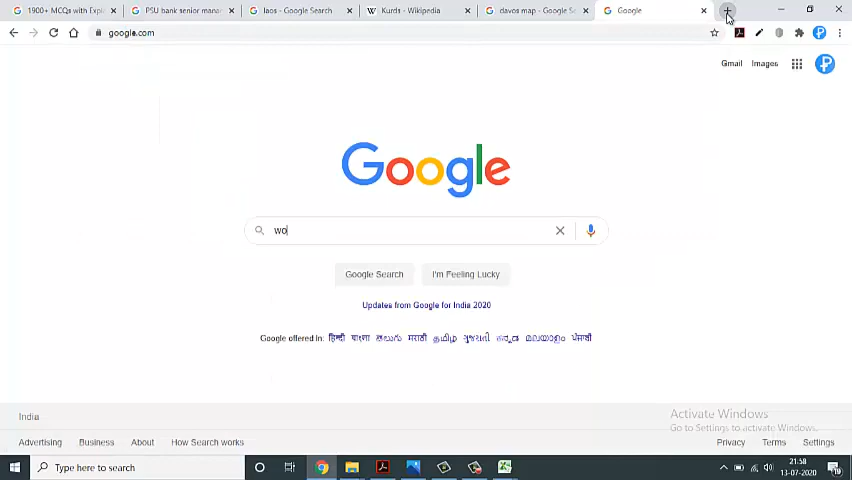 1900+ MCQs with Expl
PSU bank senior mana
laos - Google Search
Kurds - Wikipedia
davos map - Google Se
Google
google.com
Gmail Images
Google
wo
Google Search I'm Feeling Lucky
Updates from Google for India 2020
Google offered in: हिन्दी বাংলা తెలుగు मराठी தமிழ் ગુજરાતી ಕನ್ನಡ മലയാളം ਪੰਜਾਬੀ
India
Activate Windows
Go to Settings to activate Windows.
Advertising Business About How Search works Privacy Terms Settings
Type here to search
21:58
13-07-2020
19